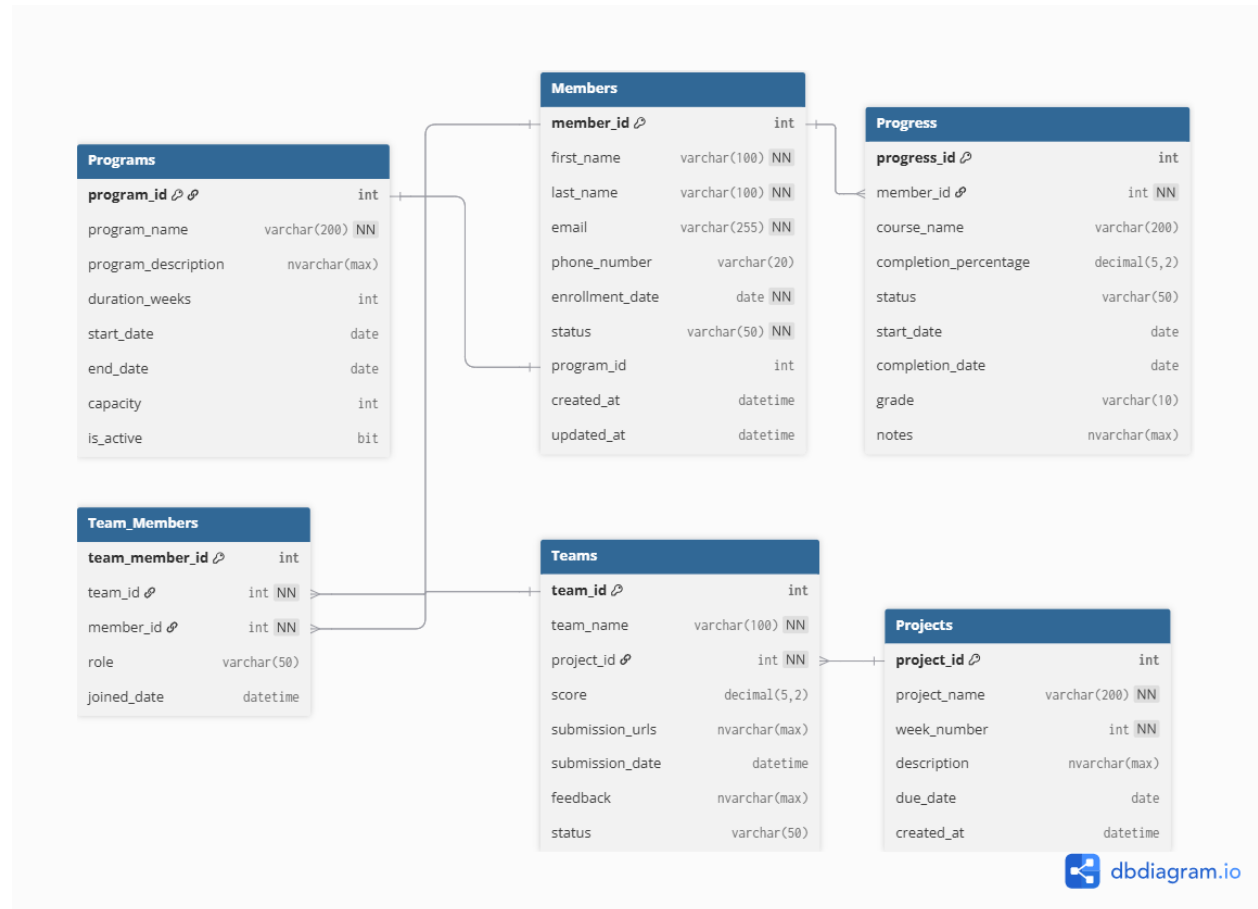 Programs
program_id int
program_name varchar(200) NN
program_description nvarchar(max)
duration_weeks int
start_date date
end_date date
capacity int
is_active bit
Members
member_id int
first_name varchar(100) NN
last_name varchar(100) NN
email varchar(255) NN
phone_number varchar(20)
enrollment_date date NN
status varchar(50) NN
program_id int
created_at datetime
updated_at datetime
Progress
progress_id int
member_id int NN
course_name varchar(200)
completion_percentage decimal(5,2)
status varchar(50)
start_date date
completion_date date
grade varchar(10)
notes nvarchar(max)
Team_Members
team_member_id int
team_id int NN
member_id int NN
role varchar(50)
joined_date datetime
Teams
team_id int
team_name varchar(100) NN
project_id int NN
score decimal(5,2)
submission_urls nvarchar(max)
submission_date datetime
feedback nvarchar(max)
status varchar(50)
Projects
project_id int
project_name varchar(200) NN
week_number int NN
description nvarchar(max)
due_date date
created_at datetime
dbdiagram.io